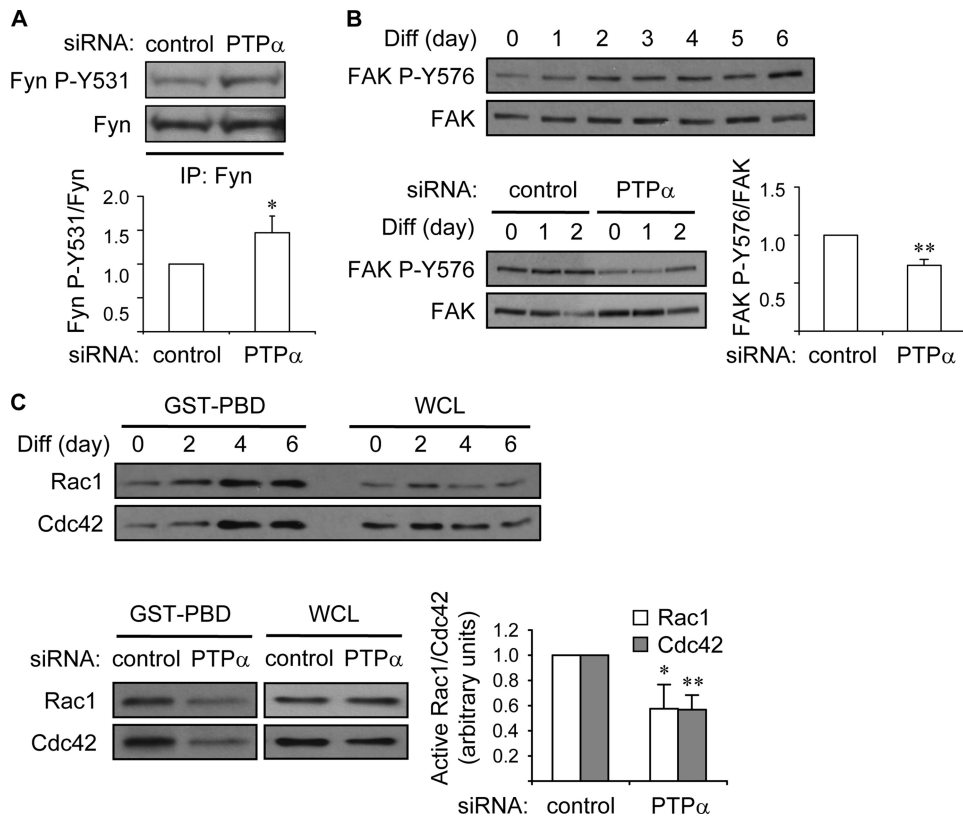 A
siRNA: control PTPα
Fyn P-Y531
Fyn
IP: Fyn
Fyn P-Y531/Fyn
2.0
1.5
1.0
0.5
*
siRNA: control PTPα
B
Diff (day) 0 1 2 3 4 5 6
FAK P-Y576
FAK
siRNA: control PTPα
Diff (day) 0 1 2 0 1 2
FAK P-Y576
FAK
FAK P-Y576/FAK
1.5
1.0
0.5
**
siRNA: control PTPα
C
GST-PBD WCL
Diff (day) 0 2 4 6 0 2 4 6
Rac1
Cdc42
GST-PBD WCL
siRNA: control PTPα control PTPα
Rac1
Cdc42
Active Rac1/Cdc42
(arbitrary units)
Rac1
Cdc42
1.2
1.0
0.8
0.6
0.4
0.2
* **
siRNA: control PTPα